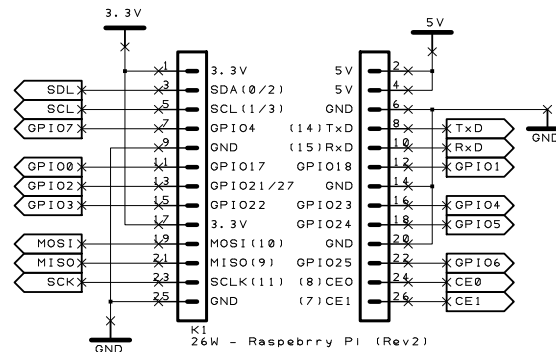 3.3V 5V
1 3.3V 5V 2
SDL 3 SDA(0/2) 5V 4
SCL 5 SCL(1/3) GND 6
GPIO7 7 GPIO4 (14)TxD 8 TxD
9 GND (15)RxD 10 RxD
GPIO0 11 GPIO17 GPIO18 12 GPIO1
GPIO2 13 GPIO21/27 GND 14
GPIO3 15 GPIO22 GPIO23 16 GPIO4
17 3.3V GPIO24 18 GPIO5
MOSI 19 MOSI(10) GND 20
MISO 21 MISO(9) GPIO25 22 GPIO6
SCK 23 SCLK(11) (8)CE0 24 CE0
25 GND (7)CE1 26 CE1
GND
GND
K1
26W - Raspebrry Pi (Rev2)